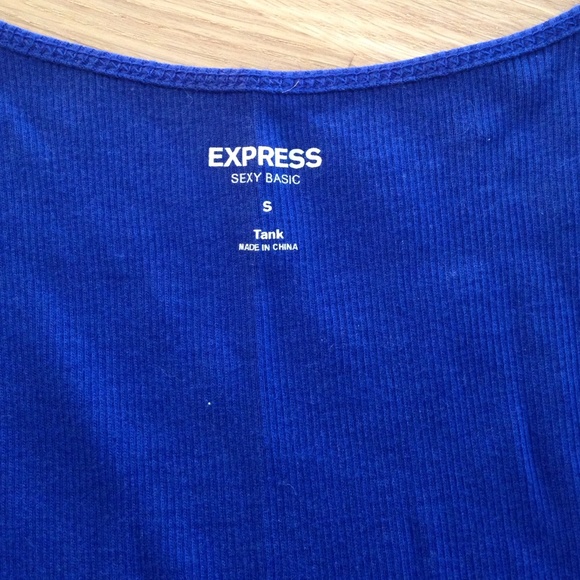 EXPRESS
SEXY BASIC
S
Tank
MADE IN CHINA